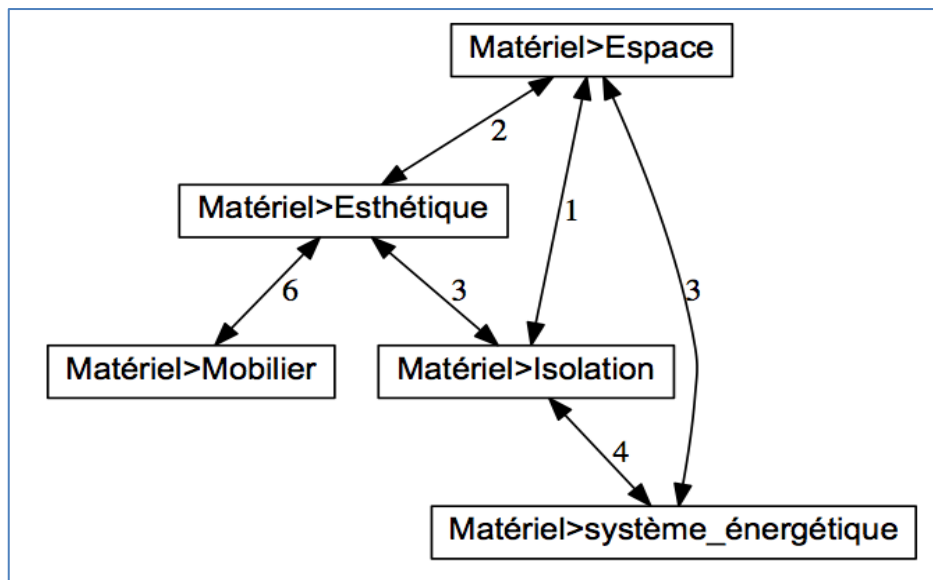 Matériel>Espace
2
Matériel>Esthétique
1
6
3
3
Matériel>Mobilier
Matériel>Isolation
4
Matériel>système_énergétique